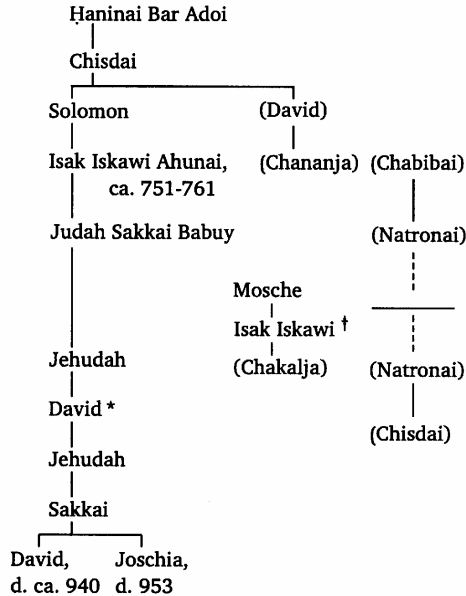 Ḥaninai Bar Adoi
Chisdai
Solomon
(David)
Isak Iskawi Ahunai,
ca. 751-761
(Chananja)
(Chabibai)
Judah Sakkai Babuy
(Natronai)
Mosche
Isak Iskawi †
Jehudah
(Chakalja)
(Natronai)
David *
(Chisdai)
Jehudah
Sakkai
David,
d. ca. 940
Joschia,
d. 953